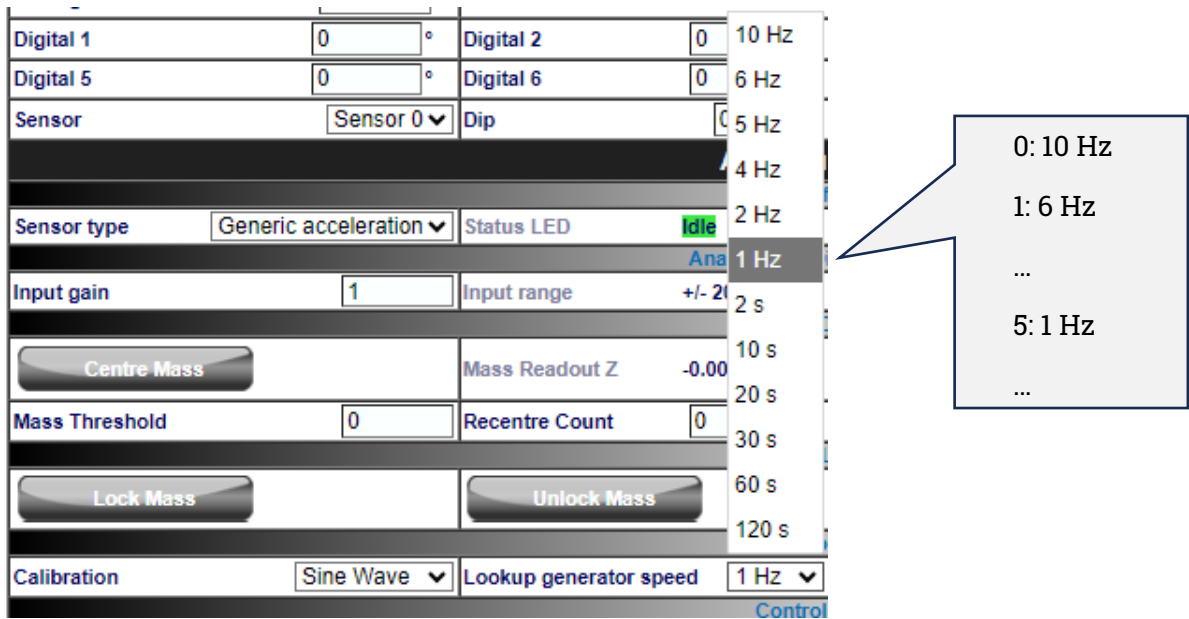 Digital 1 0 ° Digital 2 0
Digital 5 0 ° Digital 6 0
Sensor Sensor 0 Dip
Sensor type Generic acceleration Status LED Idle
Input gain 1 Input range +/- 20
Centre Mass Mass Readout Z -0.00
Mass Threshold 0 Recentre Count 0
Lock Mass Unlock Mass
Calibration Sine Wave Lookup generator speed 1 Hz
Control
10 Hz
6 Hz
5 Hz
4 Hz
2 Hz
1 Hz
2 s
10 s
20 s
30 s
60 s
120 s
0: 10 Hz
1: 6 Hz
...
5: 1 Hz
...